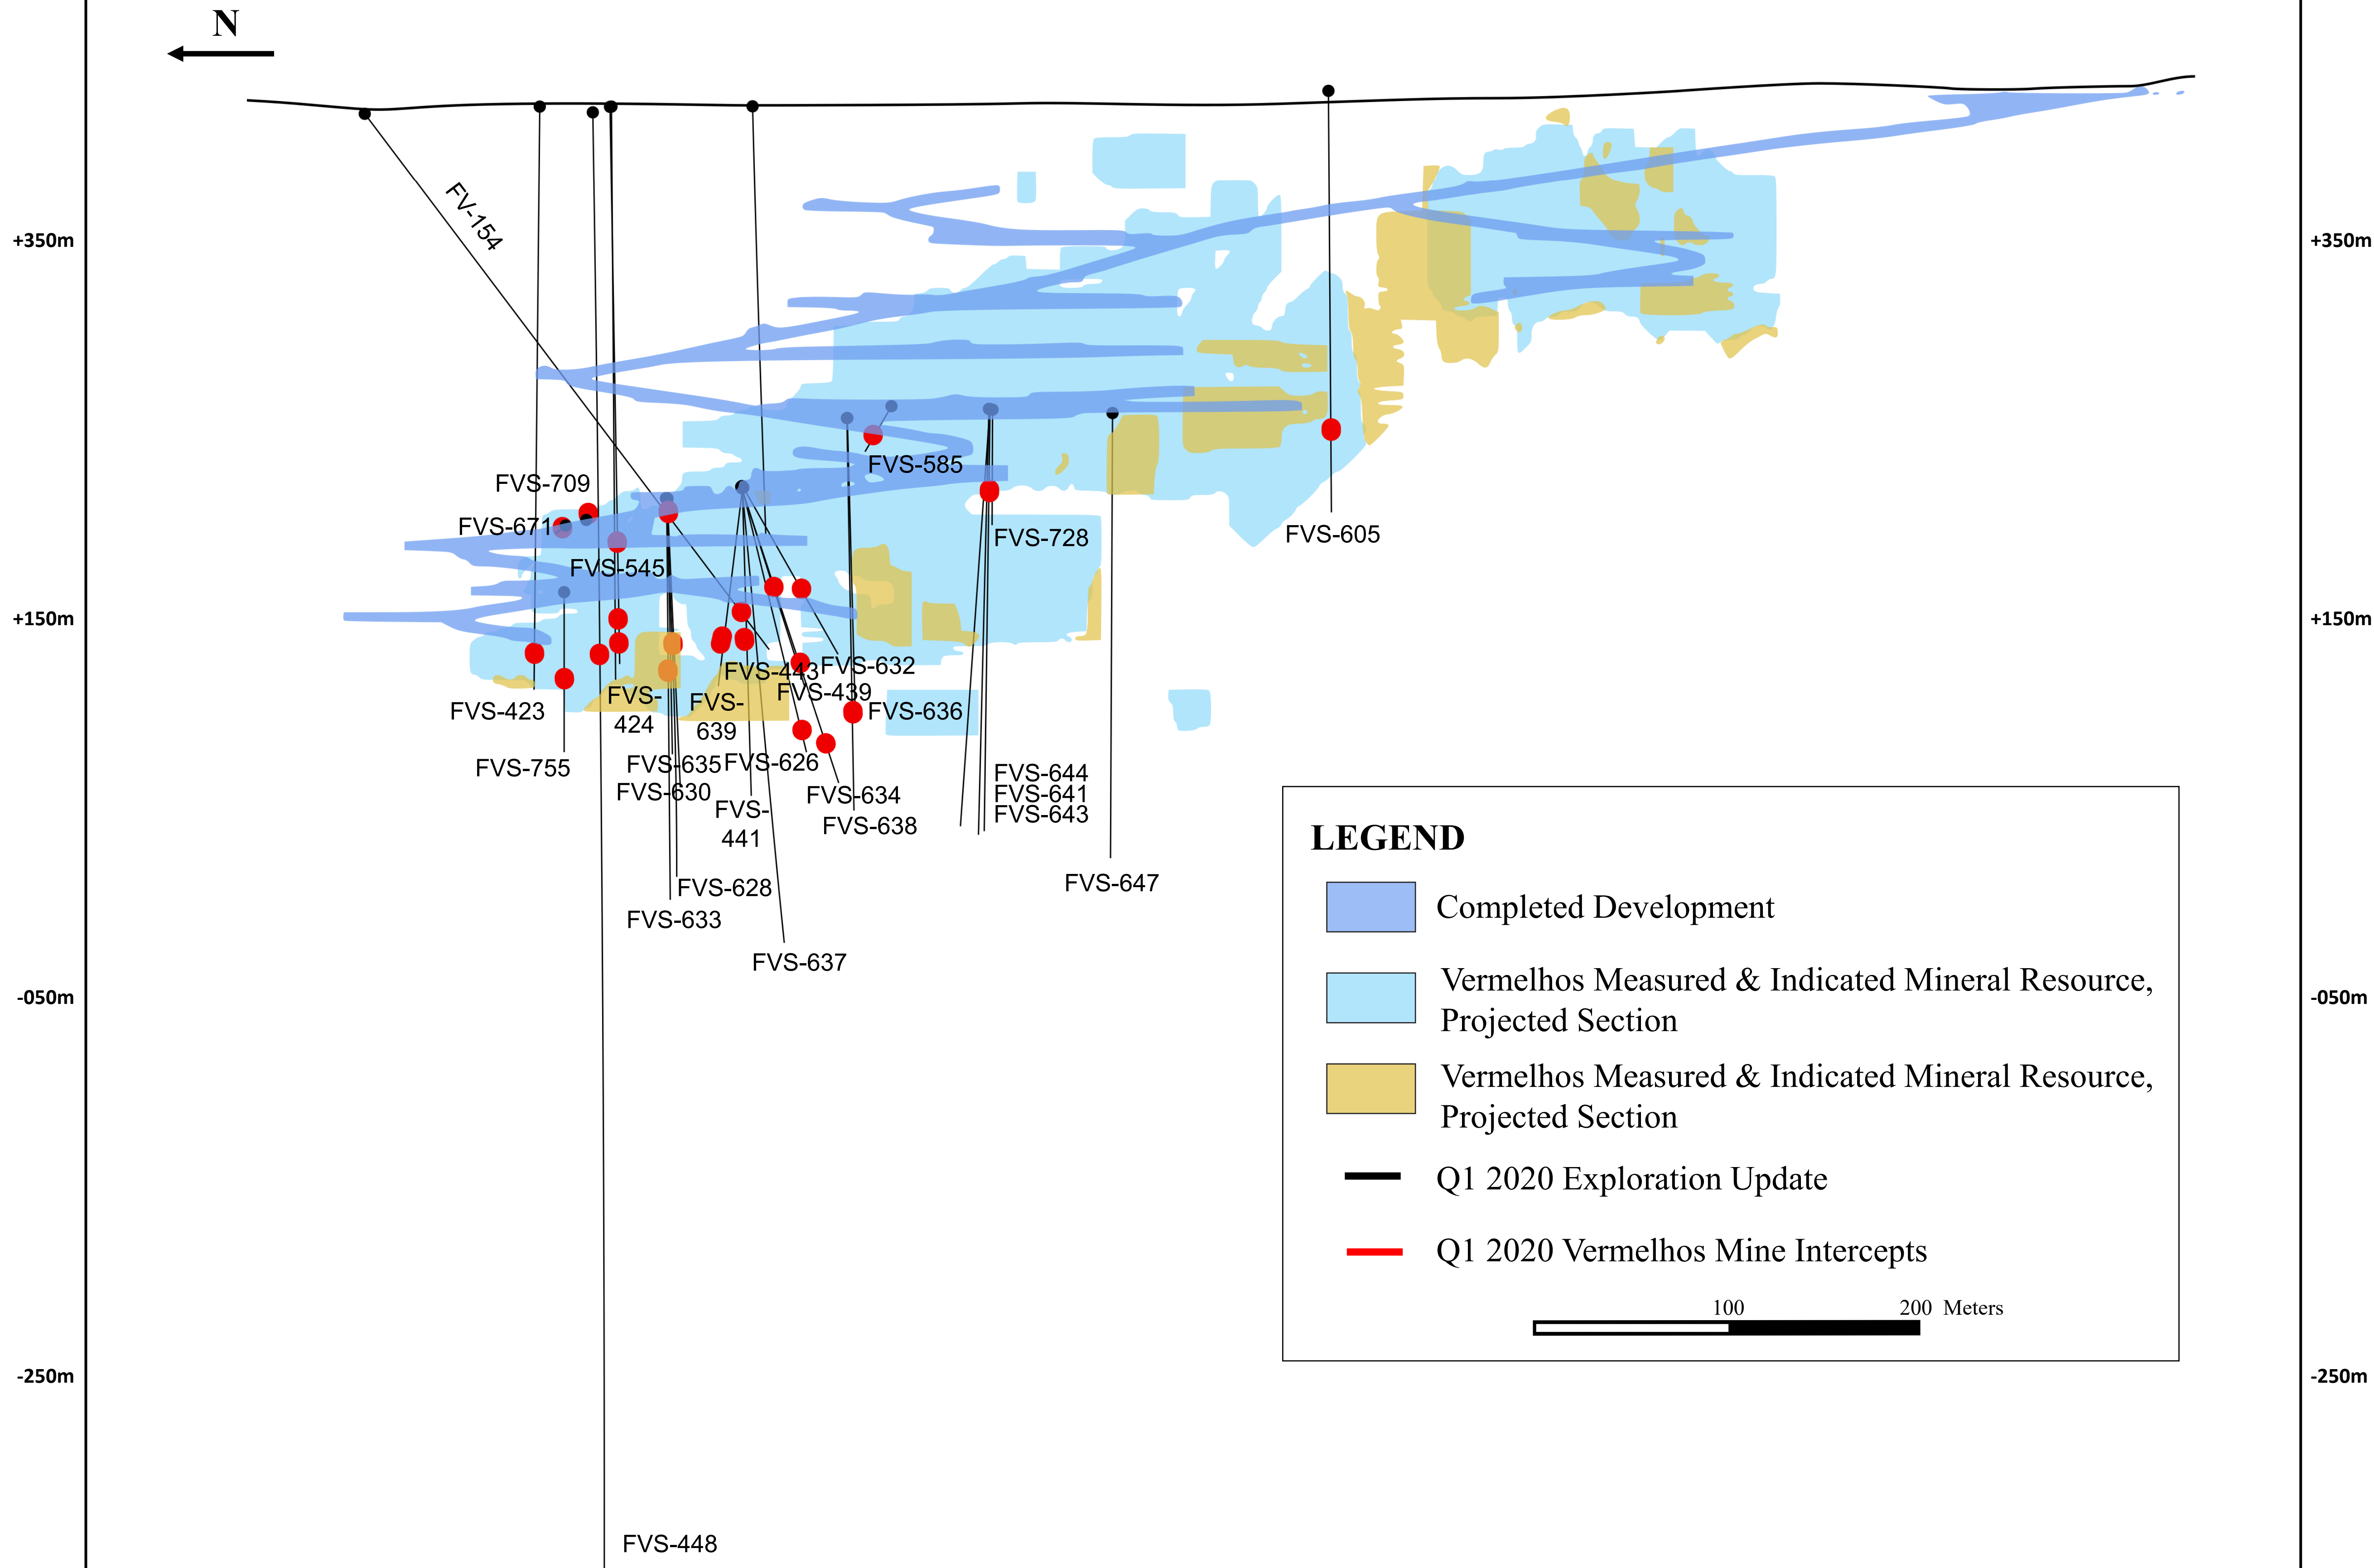 N
FV-154
+350m
+350m
FVS-585
FVS-709
FVS-671
FVS-728
FVS-605
FVS-545
+150m
+150m
FVS-443
FVS-632
FVS-439
FVS-423
FVS-
424
FVS-
639
FVS-636
FVS-755
FVS-635
FVS-626
FVS-630
FVS-634
FVS-644
FVS-641
FVS-643
FVS-
441
FVS-638
FVS-628
FVS-647
FVS-633
FVS-637
-050m
-050m
-250m
-250m
FVS-448
LEGEND
Completed Development
Vermelhos Measured & Indicated Mineral Resource,
Projected Section
Vermelhos Measured & Indicated Mineral Resource,
Projected Section
Q1 2020 Exploration Update
Q1 2020 Vermelhos Mine Intercepts
100 200 Meters